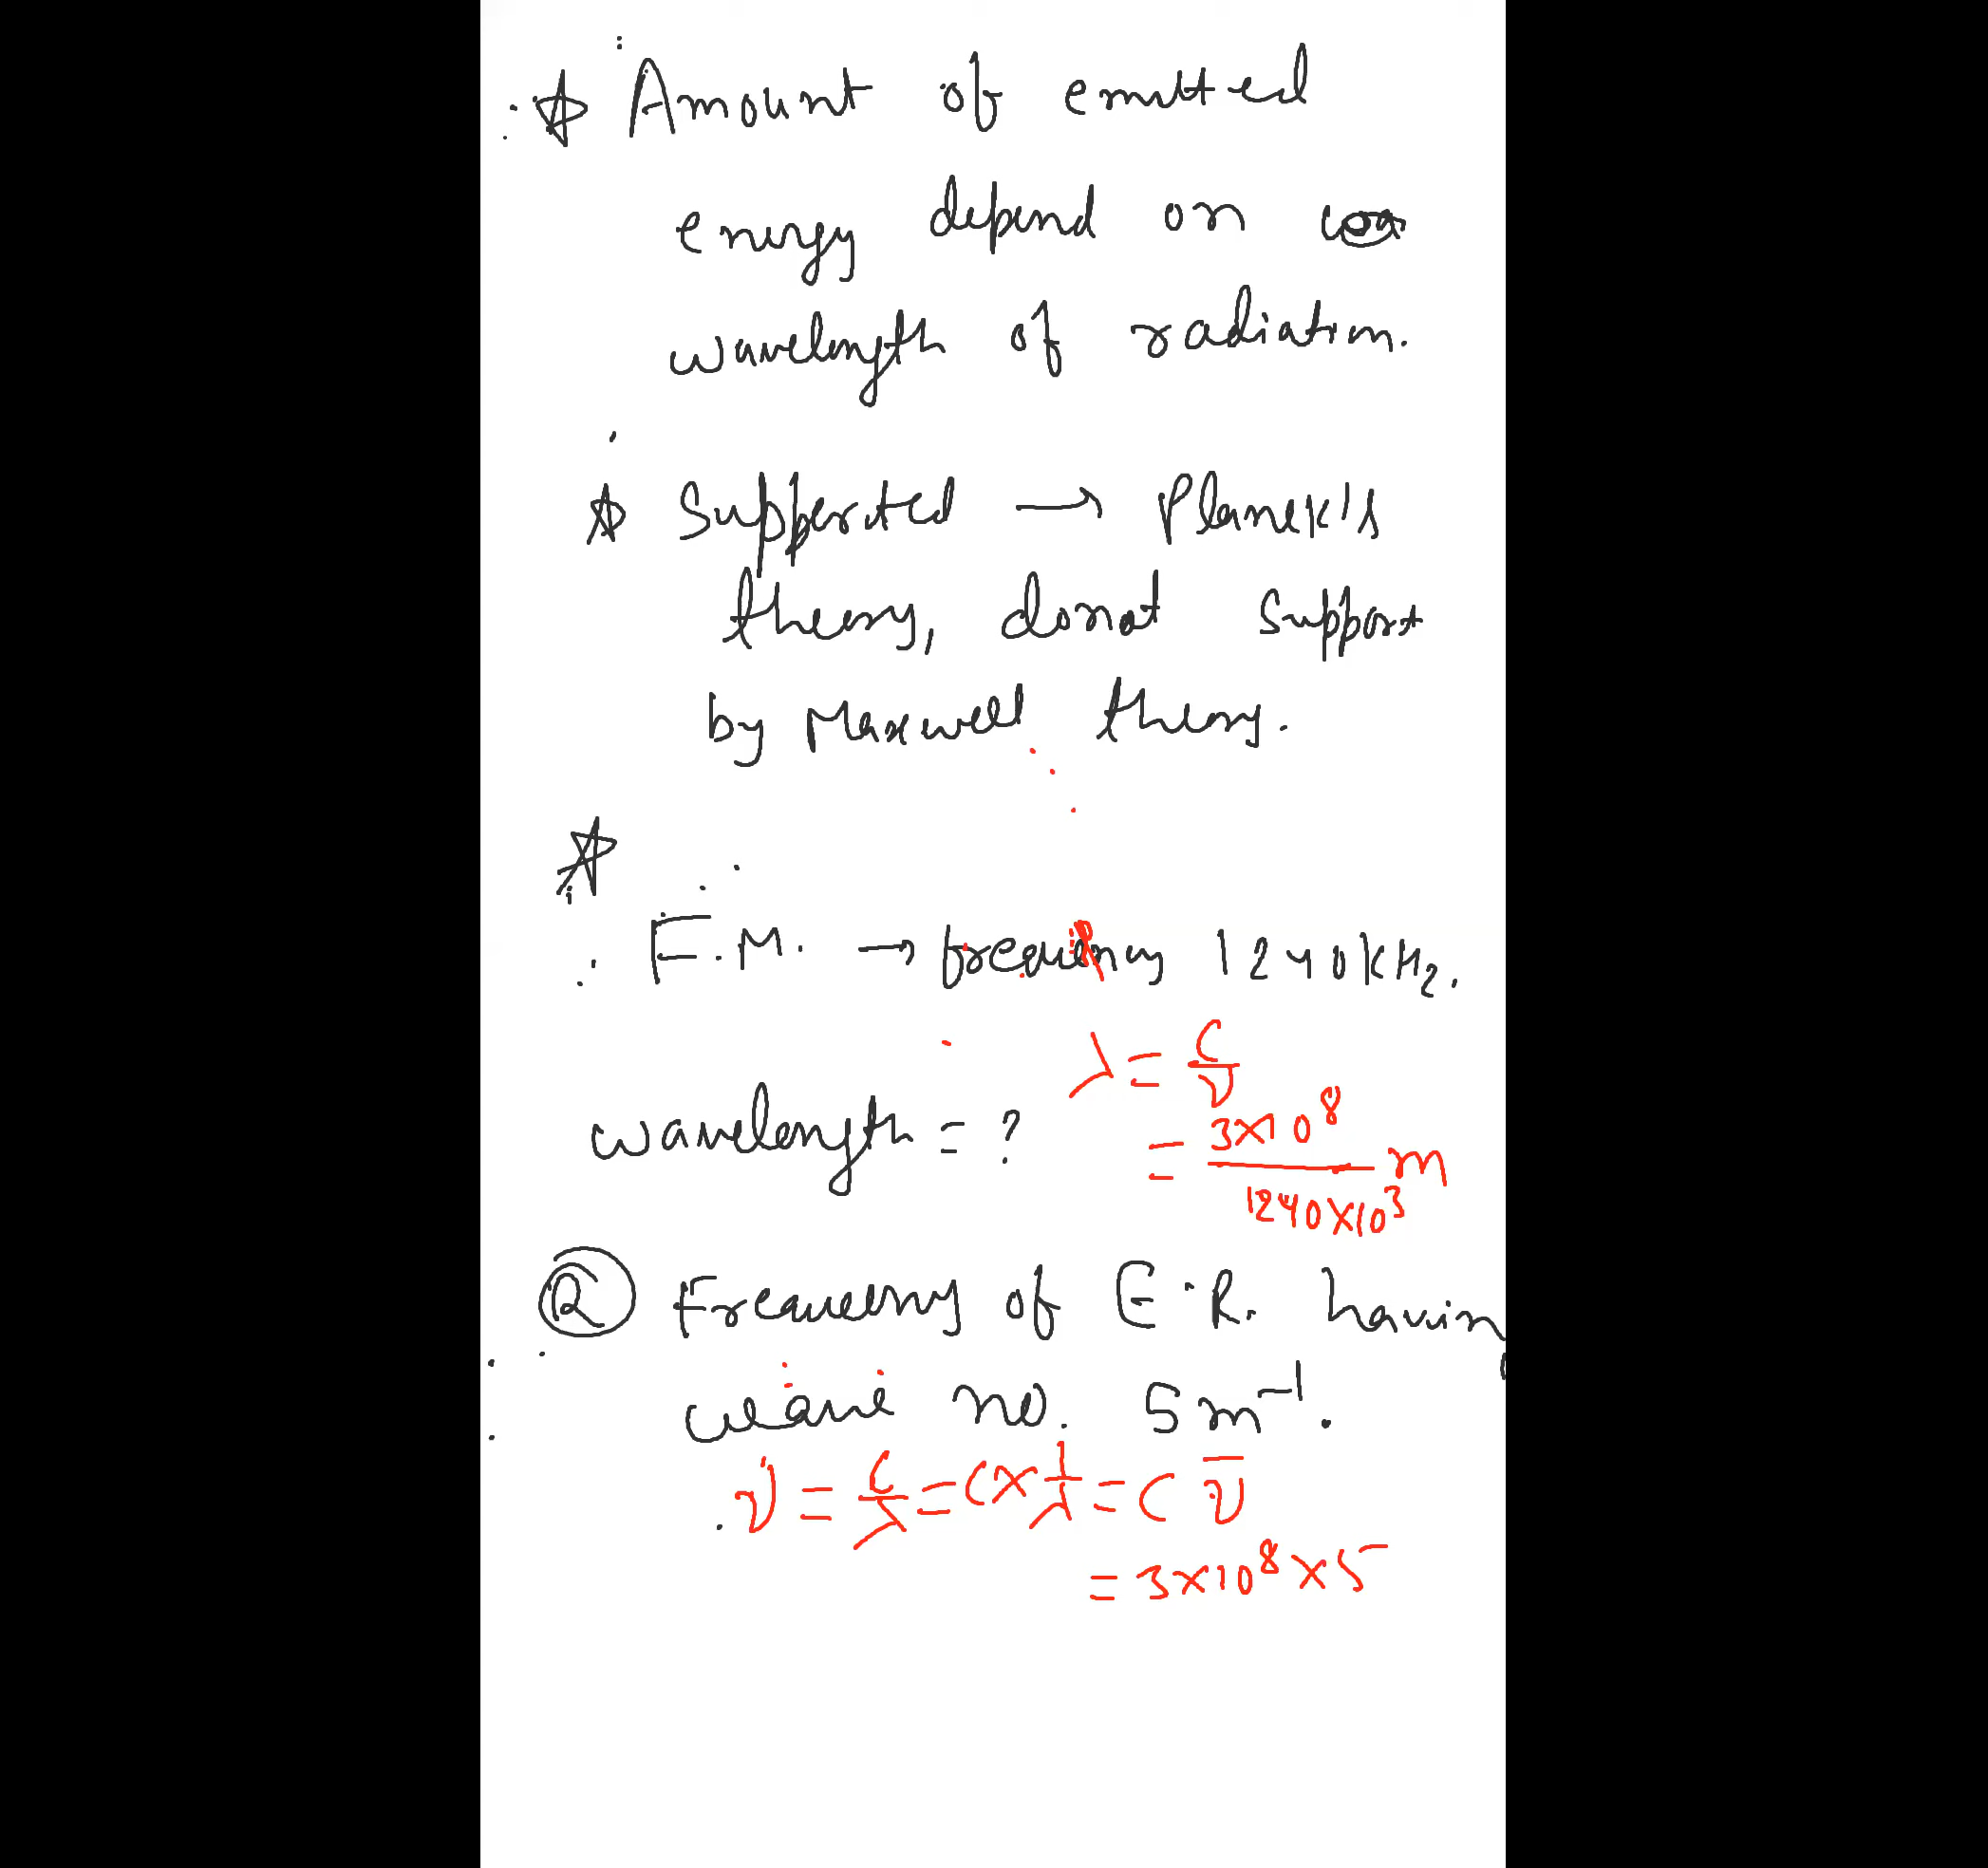 Amount of emitted
energy depend on
wavelength of radiation.
Supported → Planck's
theory, donot support
by Maxwell theory.
F.M. → frequency 1240 kHz.
λ = c/ν
wavelength = ?
= 3×10⁸/1240×10³ m
Q Frequency of E.R. having
wave no. 5 m⁻¹.
ν = c/λ = c × 1/λ = c ν̄
= 3×10⁸ × 5